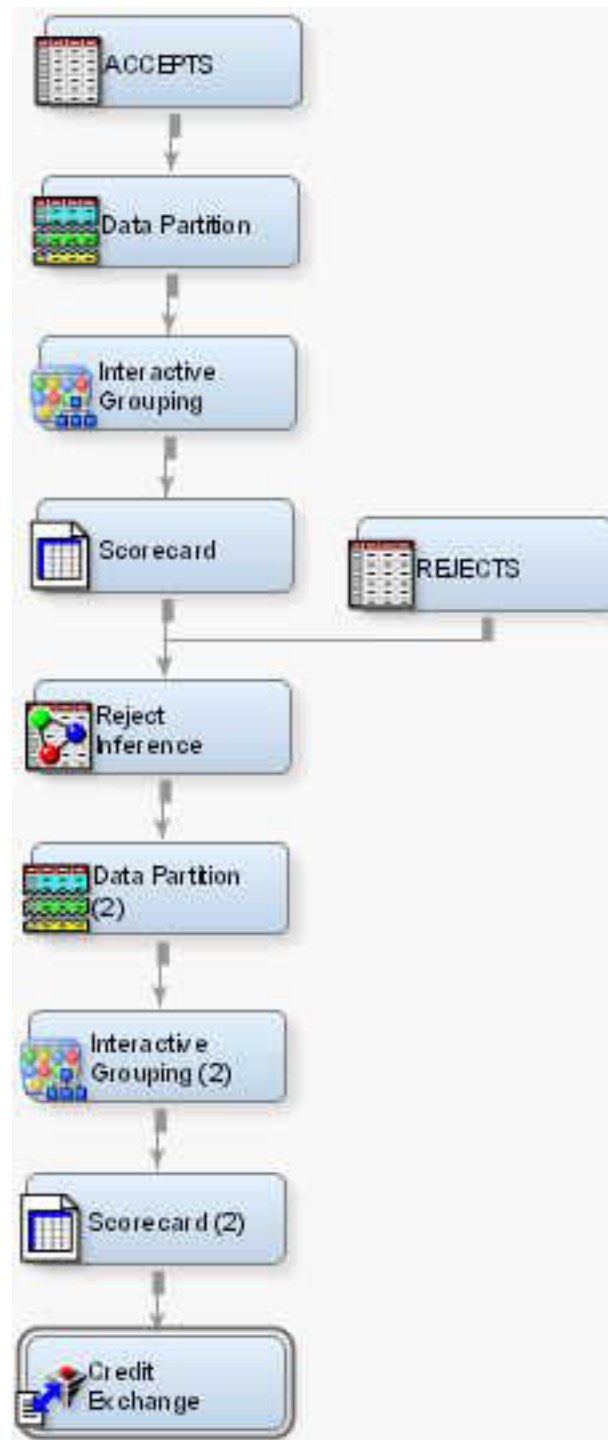 ACCEPTS
Data Partition
Interactive
Grouping
Scorecard
REJECTS
Reject
Inference
Data Partition
(2)
Interactive
Grouping (2)
Scorecard (2)
Credit
Exchange